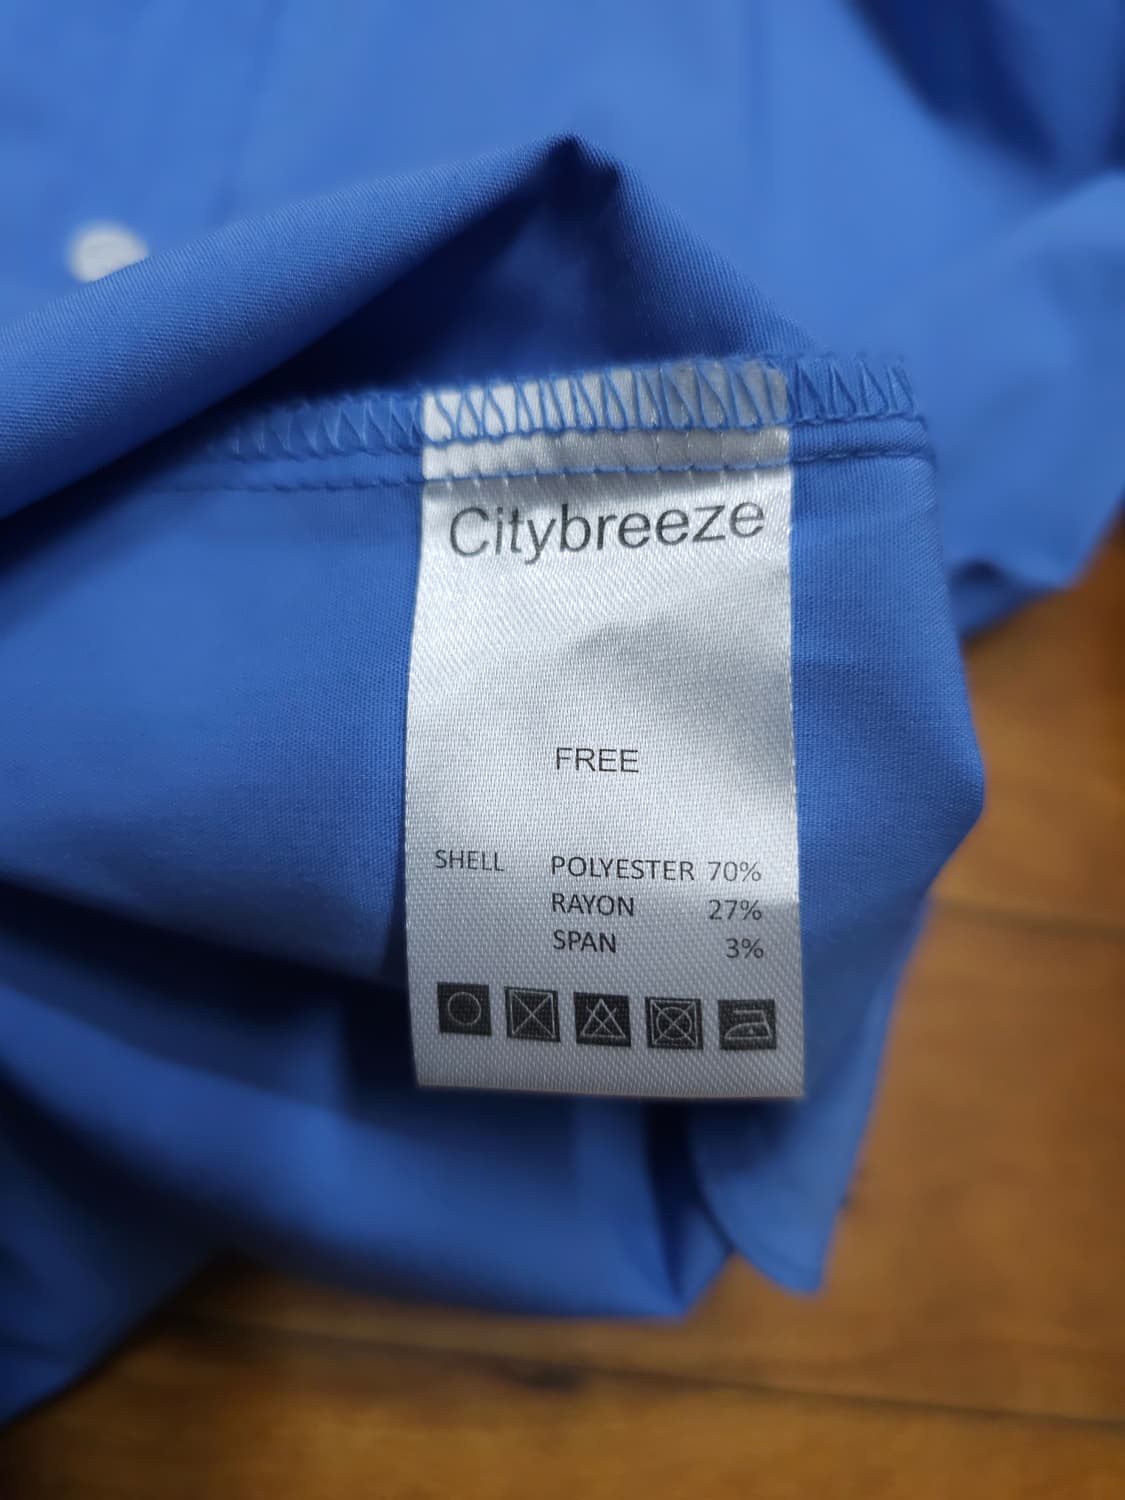 Citybreeze
FREE
SHELL POLYESTER 70%
RAYON 27%
SPAN 3%